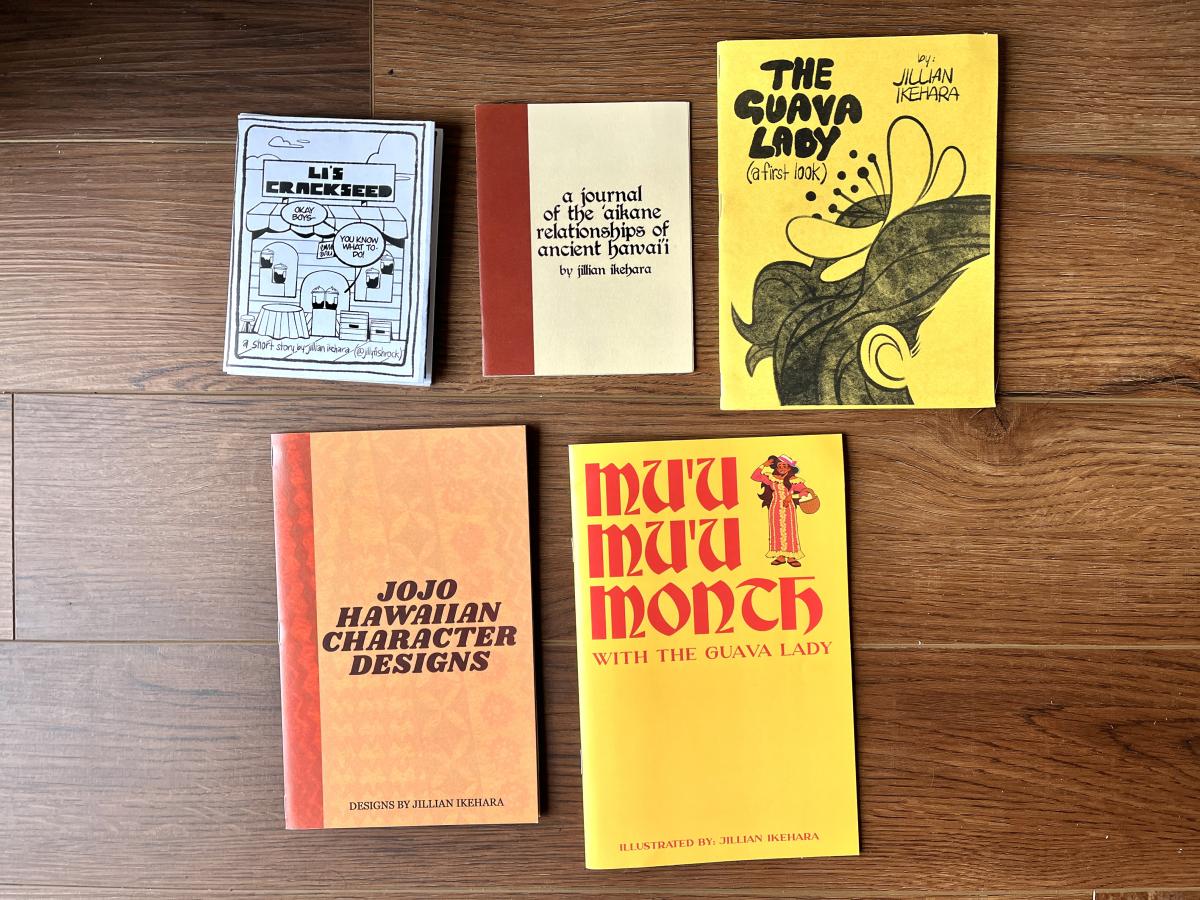 LI'S
CRACKSEED
OKAY
BOYS–
YOU KNOW
WHAT TO
DO!
a short story by jillian ikehara (@jillyfishrock)
a journal
of the 'aikane
relationships of
ancient hawai'i
by jillian ikehara
THE
GUAVA
LADY
(a first look)
by:
JILLIAN
IKEHARA
JOJO
HAWAIIAN
CHARACTER
DESIGNS
DESIGNS BY JILLIAN IKEHARA
MU'U
MU'U
MONTH
WITH THE GUAVA LADY
ILLUSTRATED BY: JILLIAN IKEHARA